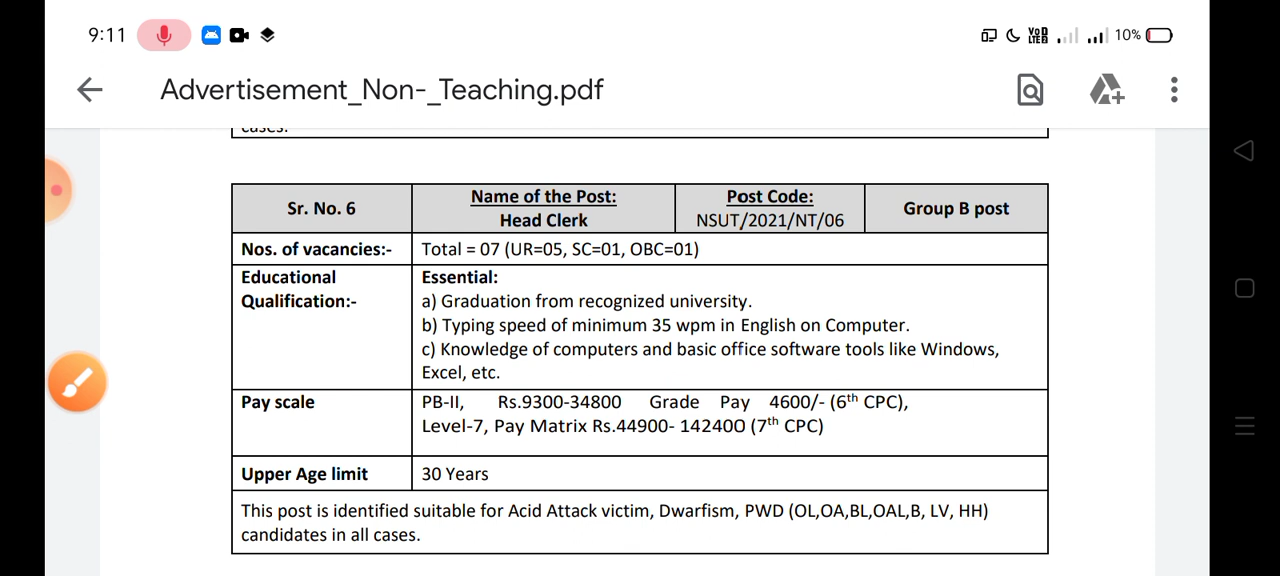 9:11
VoD LTE2
10%
Advertisement_Non-_Teaching.pdf
cases.
Sr. No. 6
Name of the Post:
Head Clerk
Post Code:
NSUT/2021/NT/06
Group B post
Nos. of vacancies:-
Total = 07 (UR=05, SC=01, OBC=01)
Educational
Qualification:-
Essential:
a) Graduation from recognized university.
b) Typing speed of minimum 35 wpm in English on Computer.
c) Knowledge of computers and basic office software tools like Windows,
Excel, etc.
Pay scale
PB-II, Rs.9300-34800 Grade Pay 4600/- (6th CPC),
Level-7, Pay Matrix Rs.44900- 142400 (7th CPC)
Upper Age limit
30 Years
This post is identified suitable for Acid Attack victim, Dwarfism, PWD (OL,OA,BL,OAL,B, LV, HH)
candidates in all cases.